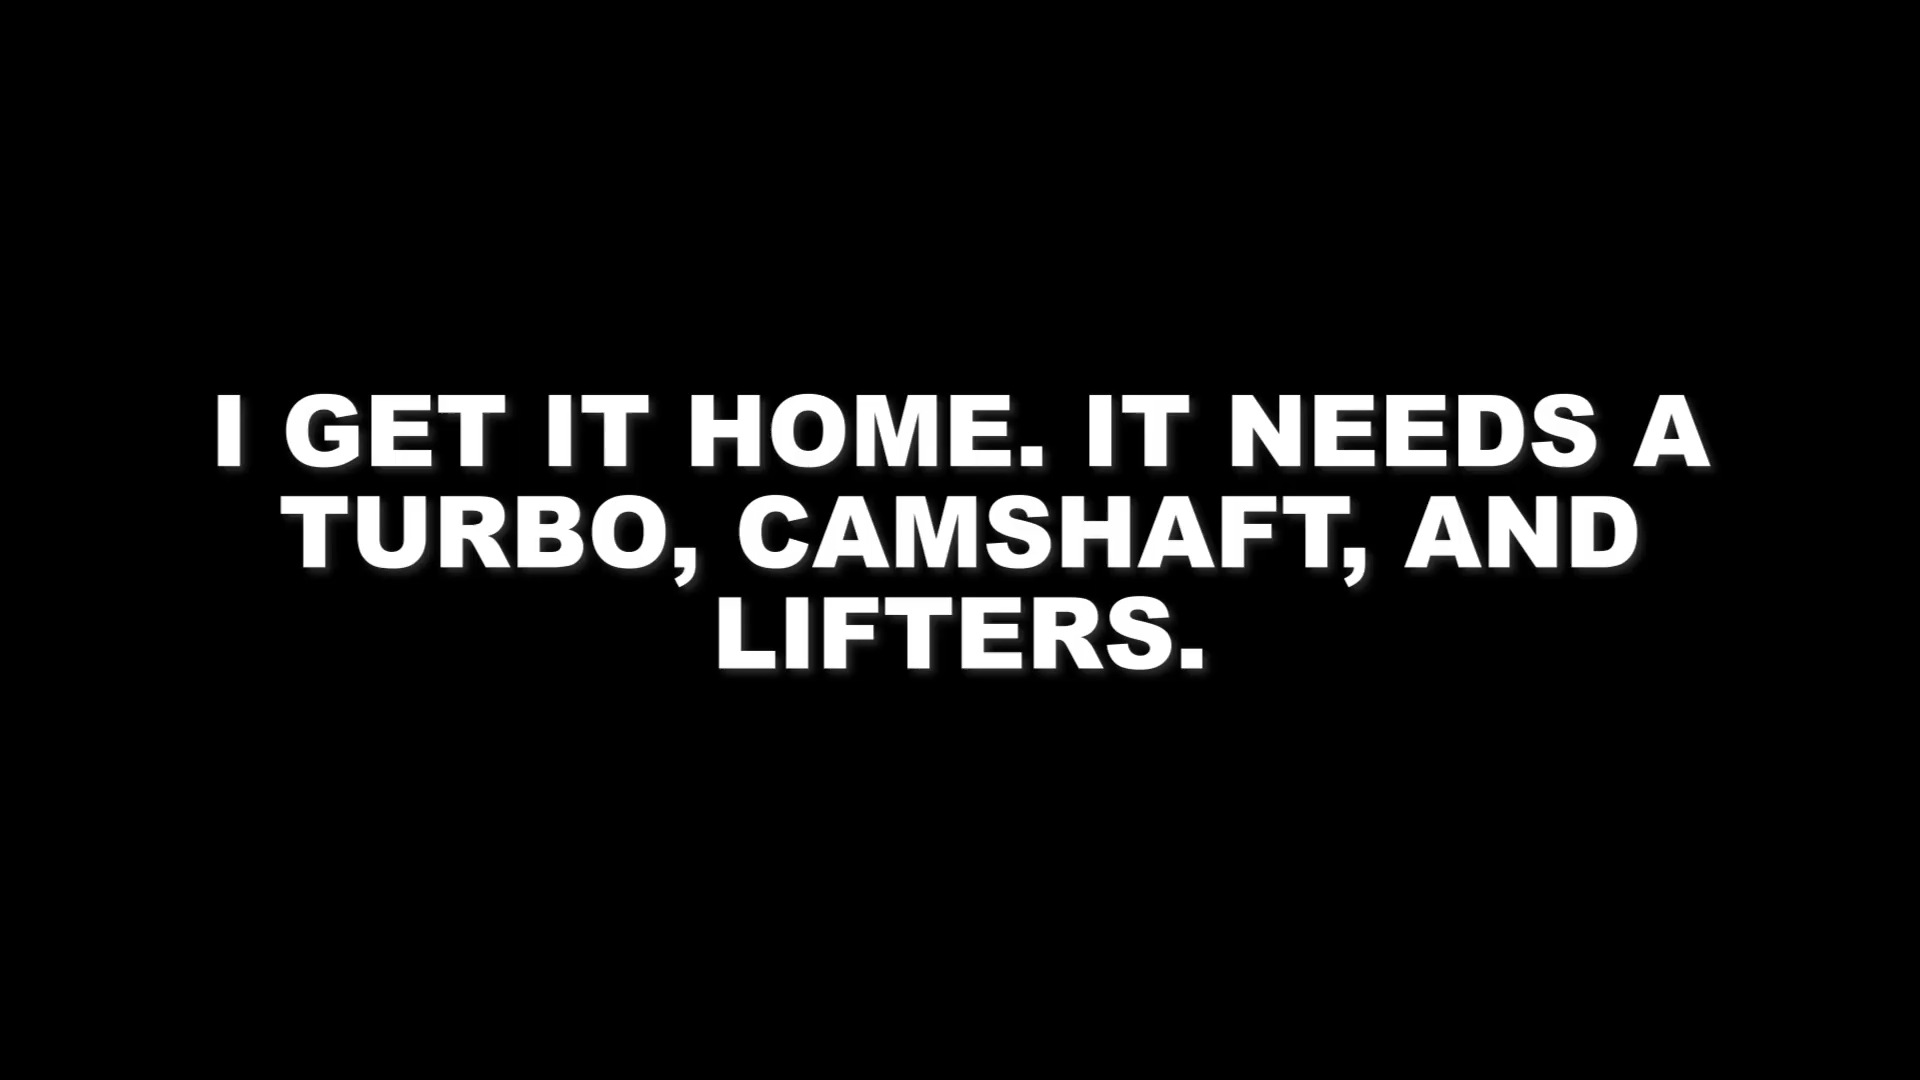 I GET IT HOME. IT NEEDS A
TURBO, CAMSHAFT, AND
LIFTERS.